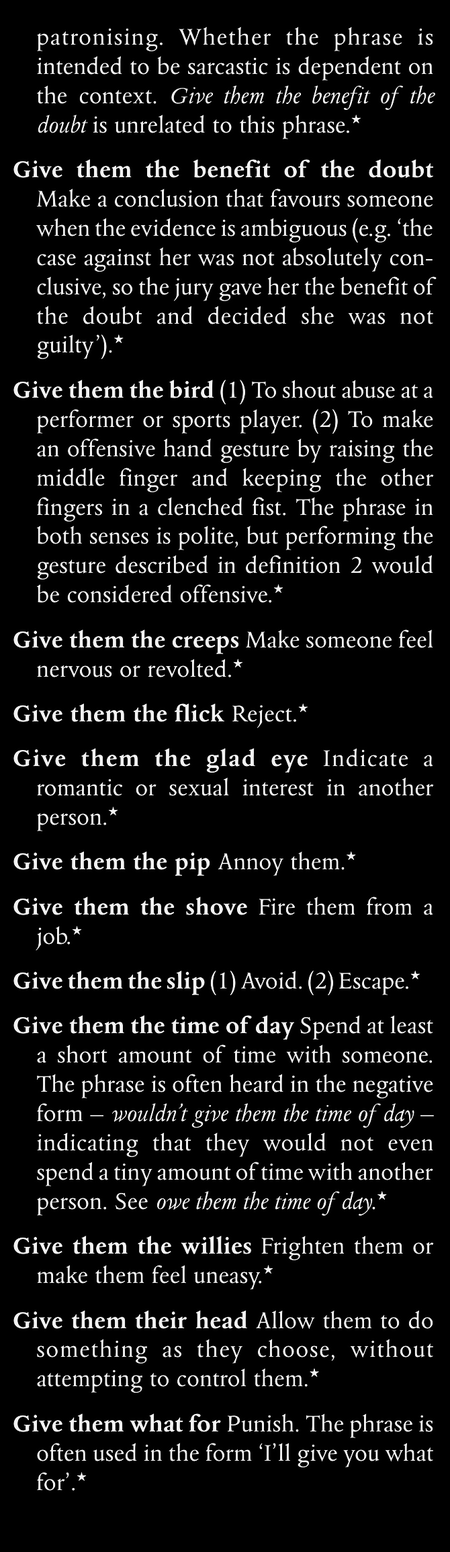 patronising. Whether the phrase is
intended to be sarcastic is dependent on
the context. Give them the benefit of the
doubt is unrelated to this phrase.★
Give them the benefit of the doubt
Make a conclusion that favours someone
when the evidence is ambiguous (e.g. ‘the
case against her was not absolutely con-
clusive, so the jury gave her the benefit of
the doubt and decided she was not
guilty’).★
Give them the bird (1) To shout abuse at a
performer or sports player. (2) To make
an offensive hand gesture by raising the
middle finger and keeping the other
fingers in a clenched fist. The phrase in
both senses is polite, but performing the
gesture described in definition 2 would
be considered offensive.★
Give them the creeps Make someone feel
nervous or revolted.★
Give them the flick Reject.★
Give them the glad eye Indicate a
romantic or sexual interest in another
person.★
Give them the pip Annoy them.★
Give them the shove Fire them from a
job.★
Give them the slip (1) Avoid. (2) Escape.★
Give them the time of day Spend at least
a short amount of time with someone.
The phrase is often heard in the negative
form – wouldn’t give them the time of day –
indicating that they would not even
spend a tiny amount of time with another
person. See owe them the time of day.★
Give them the willies Frighten them or
make them feel uneasy.★
Give them their head Allow them to do
something as they choose, without
attempting to control them.★
Give them what for Punish. The phrase is
often used in the form ‘I’ll give you what
for’.★